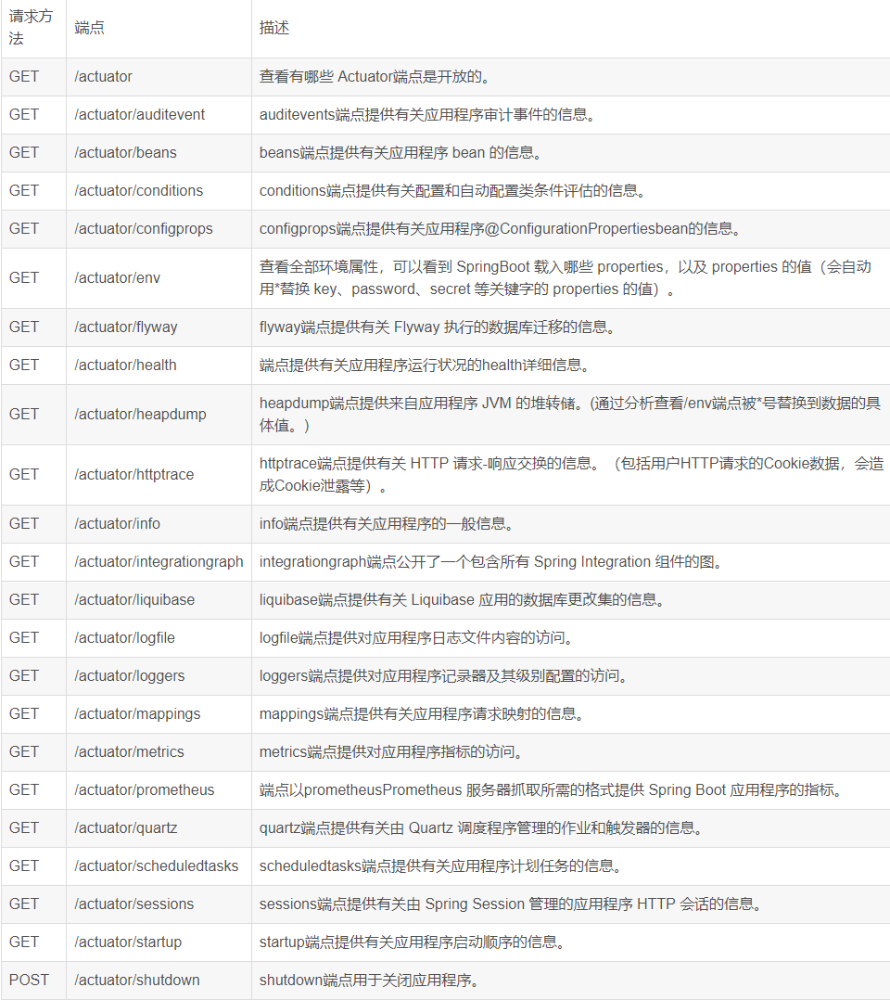 请求方
法
端点
描述
GET
/actuator
查看有哪些 Actuator端点是开放的。
GET
/actuator/auditevent
auditevents端点提供有关应用程序审计事件的信息。
GET
/actuator/beans
beans端点提供有关应用程序 bean 的信息。
GET
/actuator/conditions
conditions端点提供有关配置和自动配置类条件评估的信息。
GET
/actuator/configprops
configprops端点提供有关应用程序@ConfigurationPropertiesbean的信息。
GET
/actuator/env
查看全部环境属性，可以看到 SpringBoot 载入哪些 properties，以及 properties 的值（会自动
用*替换 key、password、secret 等关键字的 properties 的值）。
GET
/actuator/flyway
flyway端点提供有关 Flyway 执行的数据库迁移的信息。
GET
/actuator/health
端点提供有关应用程序运行状况的health详细信息。
GET
/actuator/heapdump
heapdump端点提供来自应用程序 JVM 的堆转储。(通过分析查看/env端点被*号替换到数据的具
体值。)
GET
/actuator/httptrace
httptrace端点提供有关 HTTP 请求-响应交换的信息。（包括用户HTTP请求的Cookie数据，会造
成Cookie泄露等）。
GET
/actuator/info
info端点提供有关应用程序的一般信息。
GET
/actuator/integrationgraph
integrationgraph端点公开了一个包含所有 Spring Integration 组件的图。
GET
/actuator/liquibase
liquibase端点提供有关 Liquibase 应用的数据库更改集的信息。
GET
/actuator/logfile
logfile端点提供对应用程序日志文件内容的访问。
GET
/actuator/loggers
loggers端点提供对应用程序记录器及其级别配置的访问。
GET
/actuator/mappings
mappings端点提供有关应用程序请求映射的信息。
GET
/actuator/metrics
metrics端点提供对应用程序指标的访问。
GET
/actuator/prometheus
端点以prometheusPrometheus 服务器抓取所需的格式提供 Spring Boot 应用程序的指标。
GET
/actuator/quartz
quartz端点提供有关由 Quartz 调度程序管理的作业和触发器的信息。
GET
/actuator/scheduledtasks
scheduledtasks端点提供有关应用程序计划任务的信息。
GET
/actuator/sessions
sessions端点提供有关由 Spring Session 管理的应用程序 HTTP 会话的信息。
GET
/actuator/startup
startup端点提供有关应用程序启动顺序的信息。
POST
/actuator/shutdown
shutdown端点用于关闭应用程序。